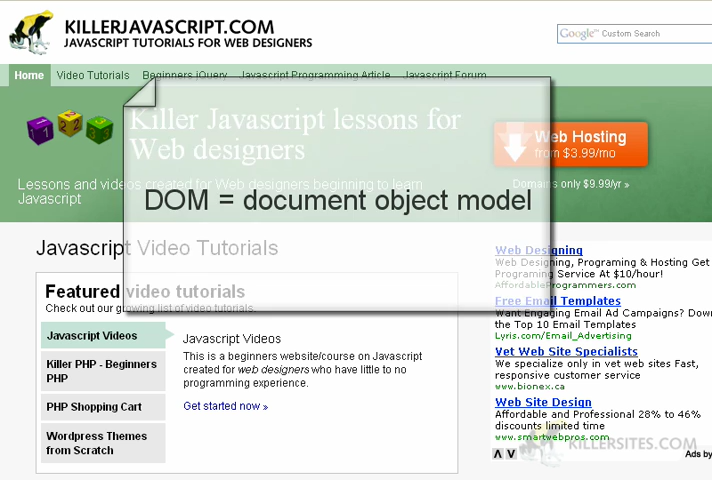 KILLERJAVASCRIPT.COM
JAVASCRIPT TUTORIALS FOR WEB DESIGNERS
Google™ Custom Search
Home Video Tutorials Beginners jQuery Javascript Programming Article Javascript Forum
Killer Javascript lessons for
Web designers
1 1 2 2 3 3
Web Hosting
from $3.99/mo
Lessons and videos created for Web designers beginning to learn
Javascript
Domains only $9.99/yr »
DOM = document object model
Javascript Video Tutorials
Featured video tutorials
Check out our growing list of video tutorials.
Javascript Videos
Killer PHP - Beginners
PHP
PHP Shopping Cart
Wordpress Themes
from Scratch
Javascript Videos
This is a beginners website/course on Javascript
created for web designers who have little to no
programming experience.
Get started now »
Web Designing
Web Designing, Programing & Hosting Get
Programing Service At $10/hour!
AffordableProgrammers.com
Free Email Templates
Want Engaging Email Ad Campaigns? Down
the Top 10 Email Templates
Lyris.com/Email_Advertising
Vet Web Site Specialists
We specialize only in vet web sites Fast,
responsive customer service
www.bionex.ca
Web Site Design
Affordable and Professional 28% to 46%
discounts limited time
www.smartwebpros.com
Ads by
KILLERSITES.COM